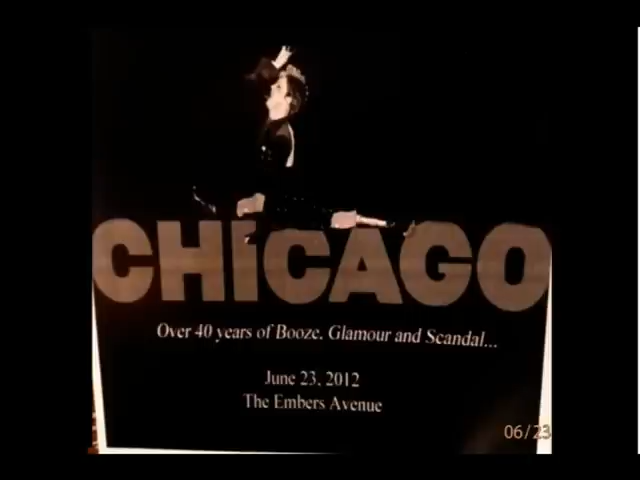 CHICAGO
Over 40 years of Booze, Glamour and Scandal...
June 23, 2012
The Embers Avenue
06/23